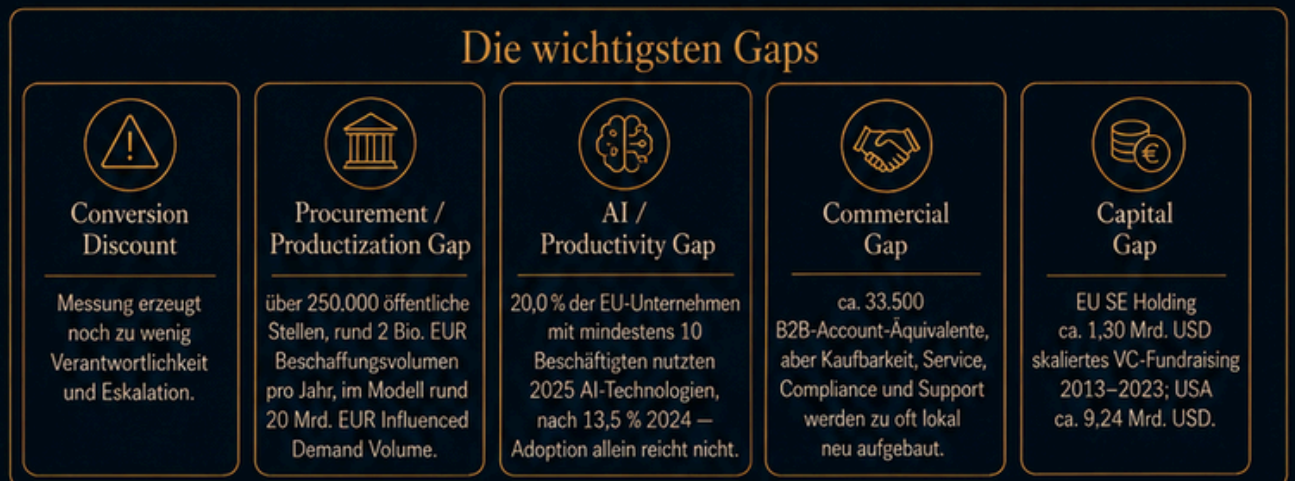 Die wichtigsten Gaps
Conversion
Discount
Messung erzeugt
noch zu wenig
Verantwortlichkeit
und Eskalation.
Procurement /
Productization Gap
über 250.000 öffentliche
Stellen, rund 2 Bio. EUR
Beschaffungsvolumen
pro Jahr, im Modell rund
20 Mrd. EUR Influenced
Demand Volume.
AI /
Productivity Gap
20,0 % der EU-Unternehmen
mit mindestens 10
Beschäftigten nutzten
2025 AI-Technologien,
nach 13,5 % 2024 —
Adoption allein reicht nicht.
Commercial
Gap
ca. 33.500
B2B-Account-Äquivalente,
aber Kaufbarkeit, Service,
Compliance und Support
werden zu oft lokal
neu aufgebaut.
Capital
Gap
EU SE Holding
ca. 1,30 Mrd. USD
skaliertes VC-Fundraising
2013–2023; USA
ca. 9,24 Mrd. USD.